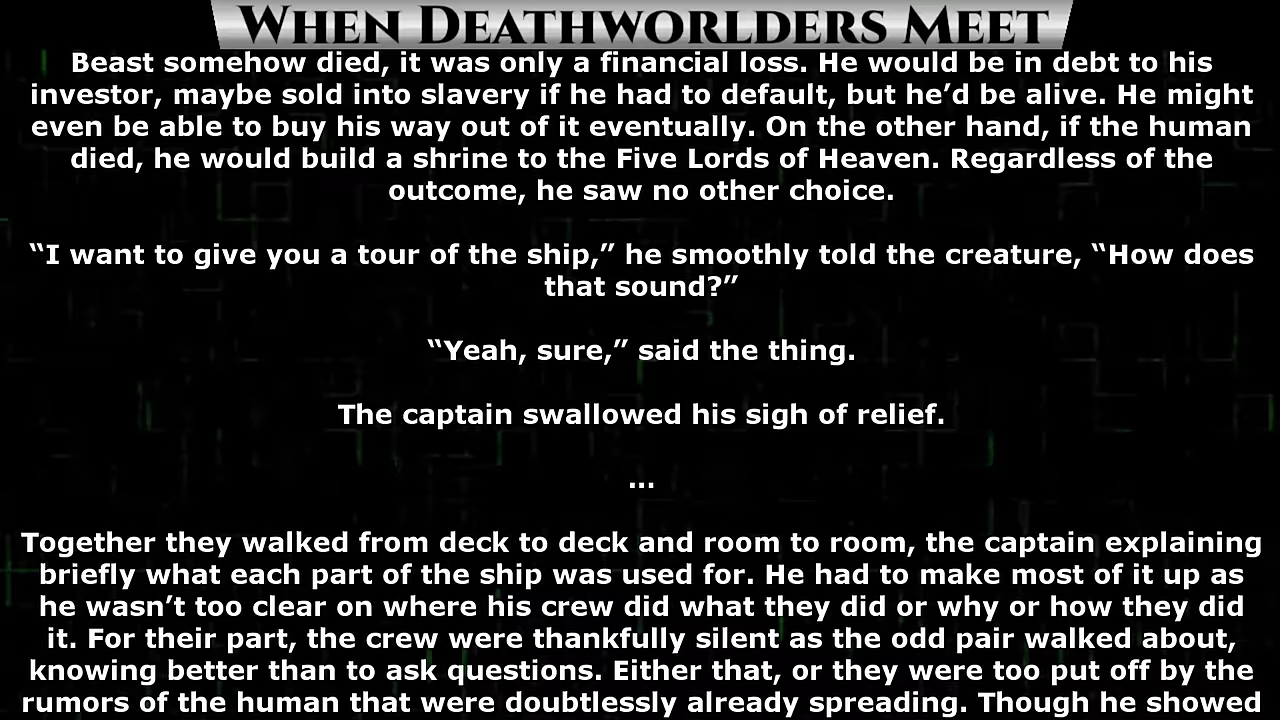 When Deathworlders Meet
Beast somehow died, it was only a financial loss. He would be in debt to his
investor, maybe sold into slavery if he had to default, but he’d be alive. He might
even be able to buy his way out of it eventually. On the other hand, if the human
died, he would build a shrine to the Five Lords of Heaven. Regardless of the
outcome, he saw no other choice.
“I want to give you a tour of the ship,” he smoothly told the creature, “How does
that sound?”
“Yeah, sure,” said the thing.
The captain swallowed his sigh of relief.
...
Together they walked from deck to deck and room to room, the captain explaining
briefly what each part of the ship was used for. He had to make most of it up as
he wasn’t too clear on where his crew did what they did or why or how they did
it. For their part, the crew were thankfully silent as the odd pair walked about,
knowing better than to ask questions. Either that, or they were too put off by the
rumors of the human that were doubtlessly already spreading. Though he showed